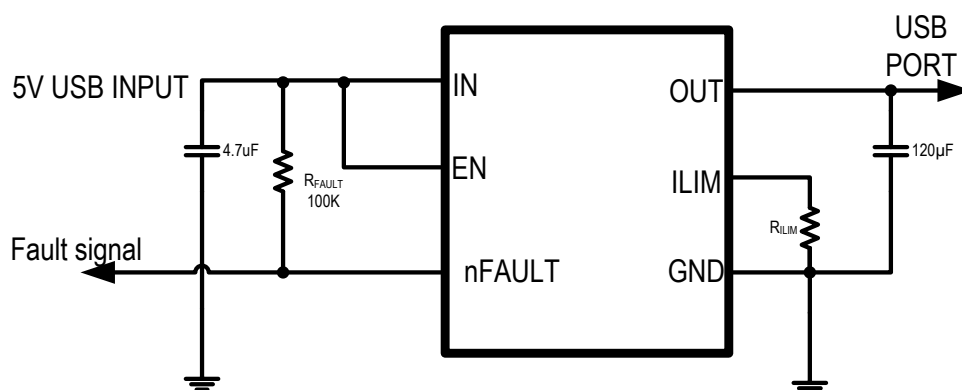 USB
PORT
5V USB INPUT
IN
OUT
4.7uF
120µF
EN
ILIM
RFAULT
100K
RILIM
Fault signal
nFAULT
GND